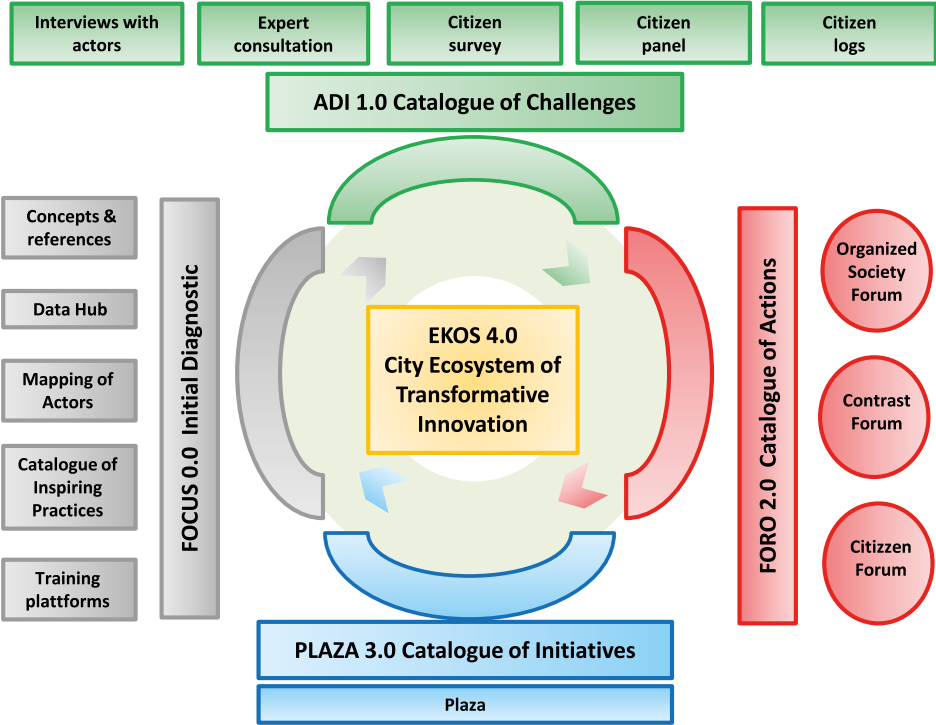 Interviews with
actors
Expert
consultation
Citizen
survey
Citizen
panel
Citizen
logs
ADI 1.0 Catalogue of Challenges
Concepts &
references
Data Hub
Mapping of
Actors
Catalogue of
Inspiring
Practices
Training
plattforms
FOCUS 0.0 Initial Diagnostic
EKOS 4.0
City Ecosystem of
Transformative
Innovation
FORO 2.0 Catalogue of Actions
Organized
Society
Forum
Contrast
Forum
Citizzen
Forum
PLAZA 3.0 Catalogue of Initiatives
Plaza